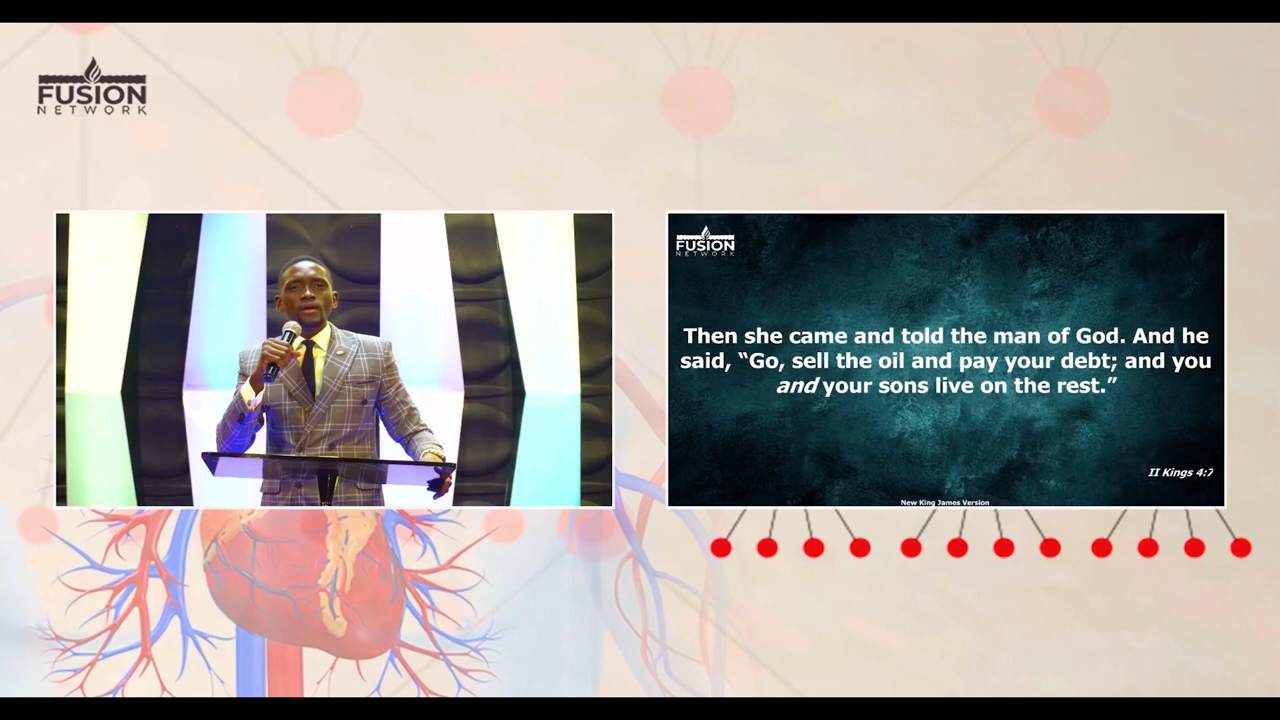 FUSION
NETWORK
FUSION
NETWORK
Then she came and told the man of God. And he
said, “Go, sell the oil and pay your debt; and you
and your sons live on the rest.”
II Kings 4:7
New King James Version